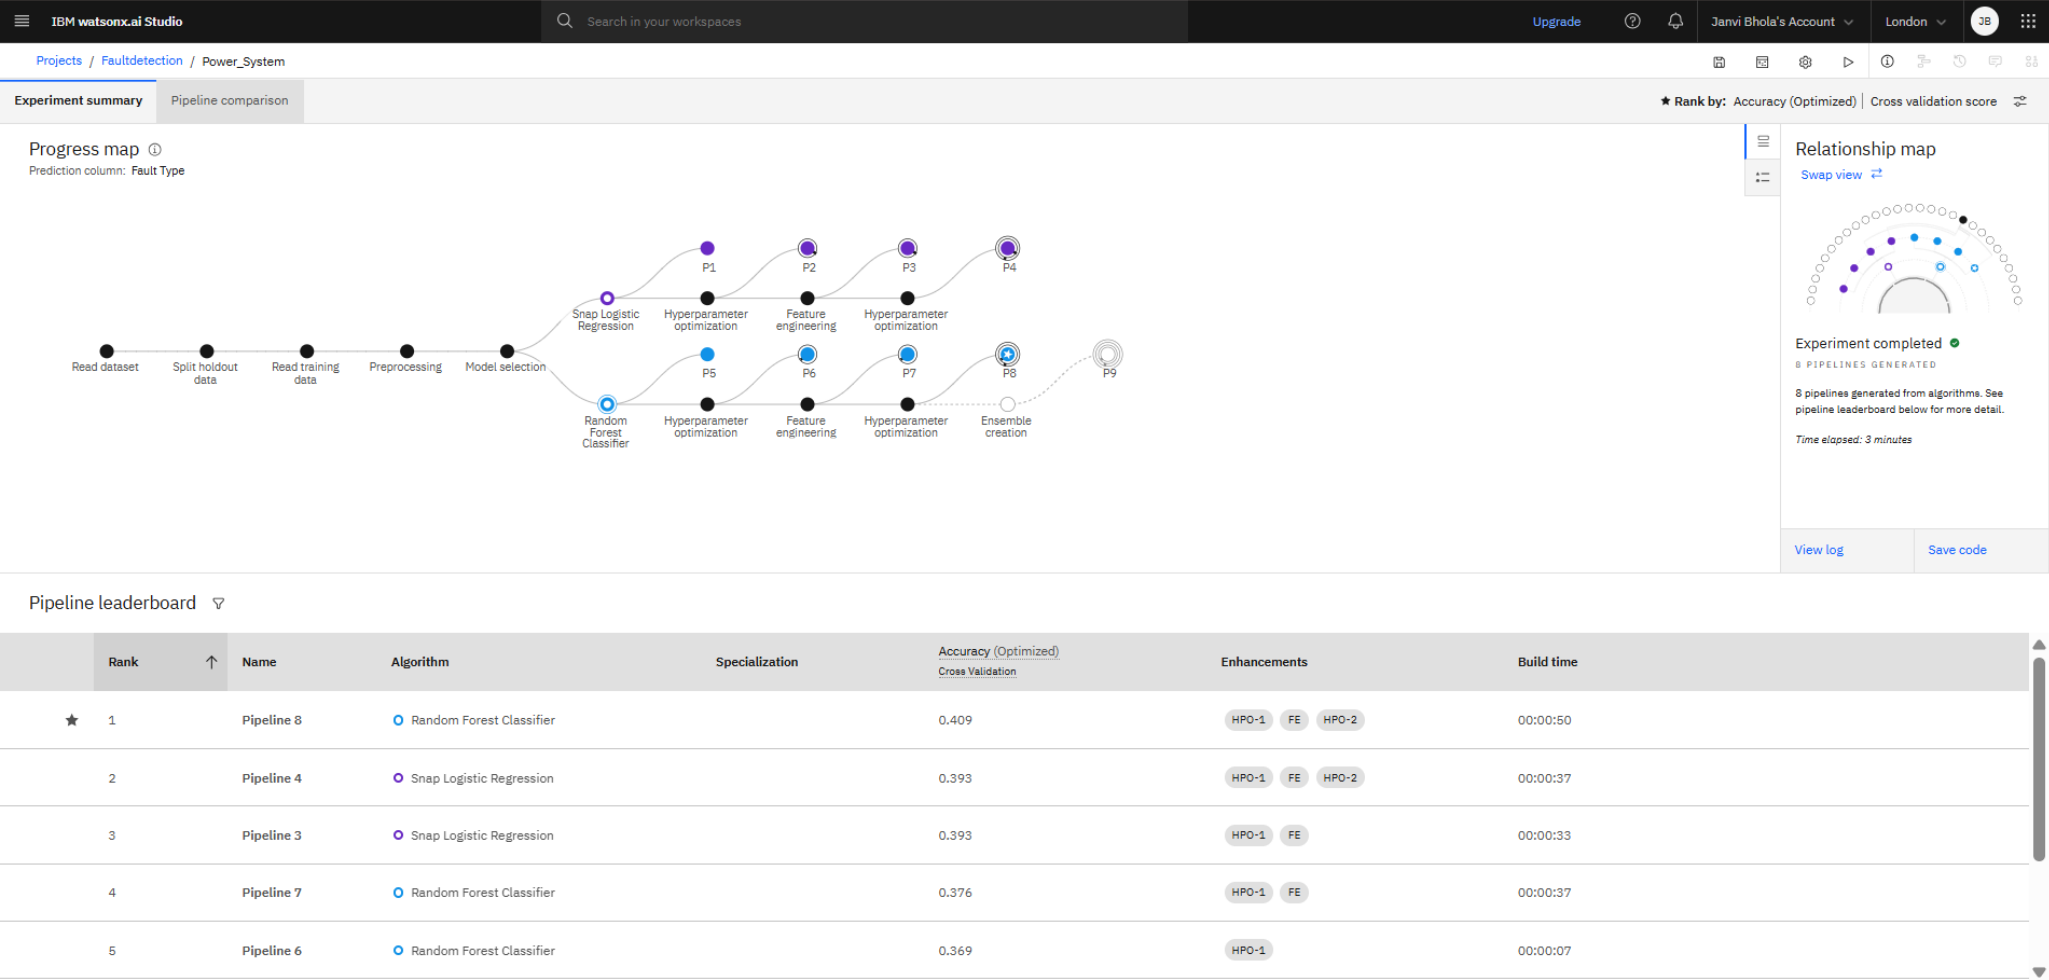 IBM watsonx.ai Studio
Search in your workspaces
Upgrade
Janvi Bhola's Account
London
JB
Projects / Faultdetection / Power_System
Experiment summary
Pipeline comparison
Rank by: Accuracy (Optimized) | Cross validation score
Progress map
Prediction column: Fault Type
P1
P2
P3
P4
Snap Logistic
Regression
Hyperparameter
optimization
Feature
engineering
Hyperparameter
optimization
Read dataset
Split holdout
data
Read training
data
Preprocessing
Model selection
P5
P6
P7
P8
P9
Random
Forest
Classifier
Hyperparameter
optimization
Feature
engineering
Hyperparameter
optimization
Ensemble
creation
Relationship map
Swap view
Experiment completed
8 PIPELINES GENERATED
8 pipelines generated from algorithms. See
pipeline leaderboard below for more detail.
Time elapsed: 3 minutes
View log
Save code
Pipeline leaderboard
Rank Name Algorithm Specialization Accuracy (Optimized) Enhancements Build time
Cross Validation
1 Pipeline 8 Random Forest Classifier 0.409 HPO-1 FE HPO-2 00:00:50
2 Pipeline 4 Snap Logistic Regression 0.393 HPO-1 FE HPO-2 00:00:37
3 Pipeline 3 Snap Logistic Regression 0.393 HPO-1 FE 00:00:33
4 Pipeline 7 Random Forest Classifier 0.376 HPO-1 FE 00:00:37
5 Pipeline 6 Random Forest Classifier 0.369 HPO-1 00:00:07